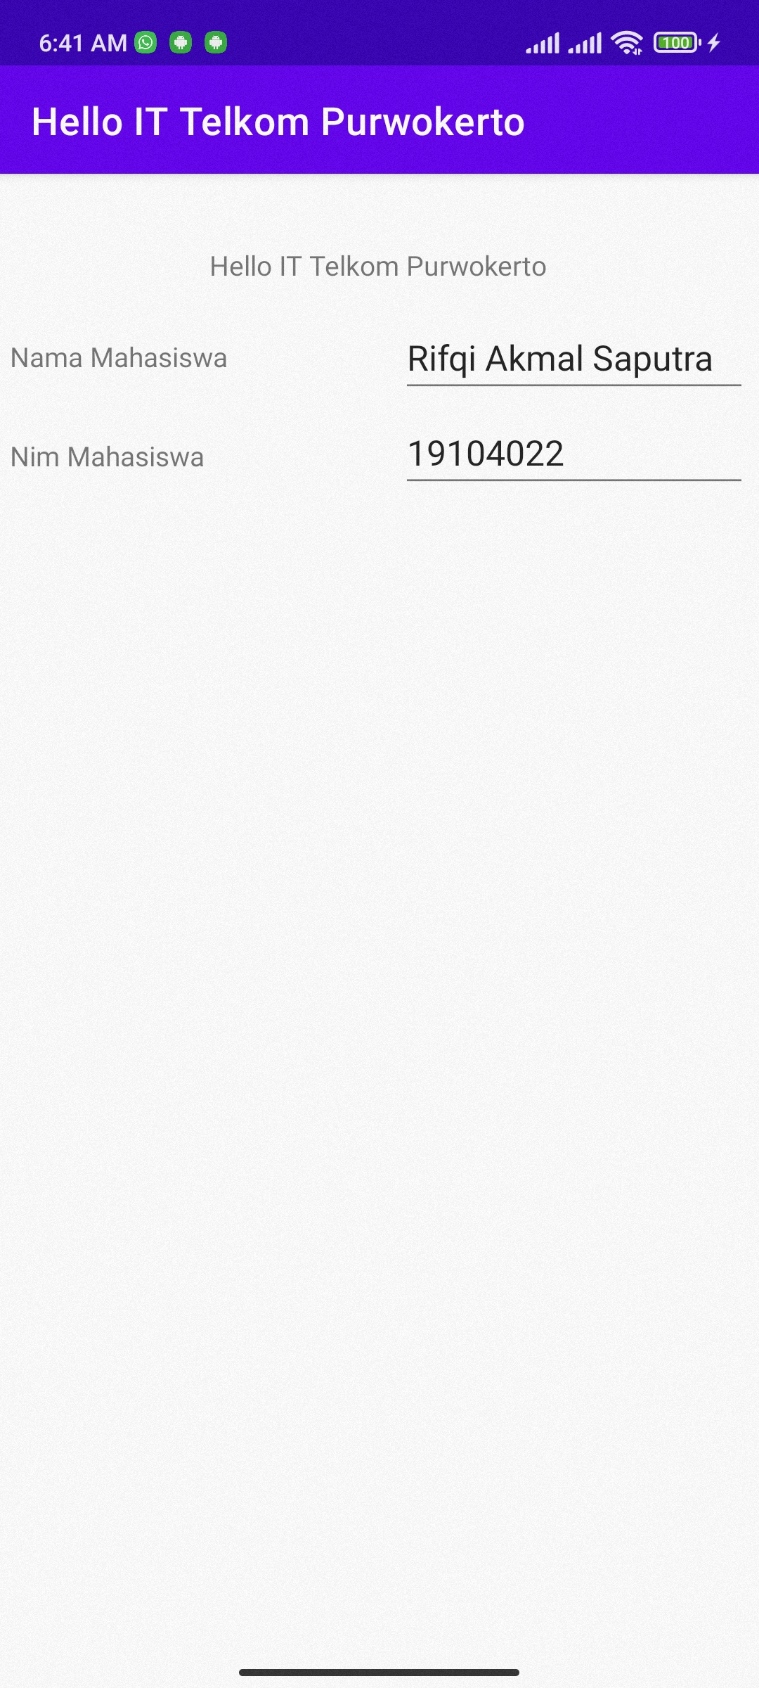 6:41 AM 100
Hello IT Telkom Purwokerto
Hello IT Telkom Purwokerto
Nama Mahasiswa Rifqi Akmal Saputra
Nim Mahasiswa 19104022